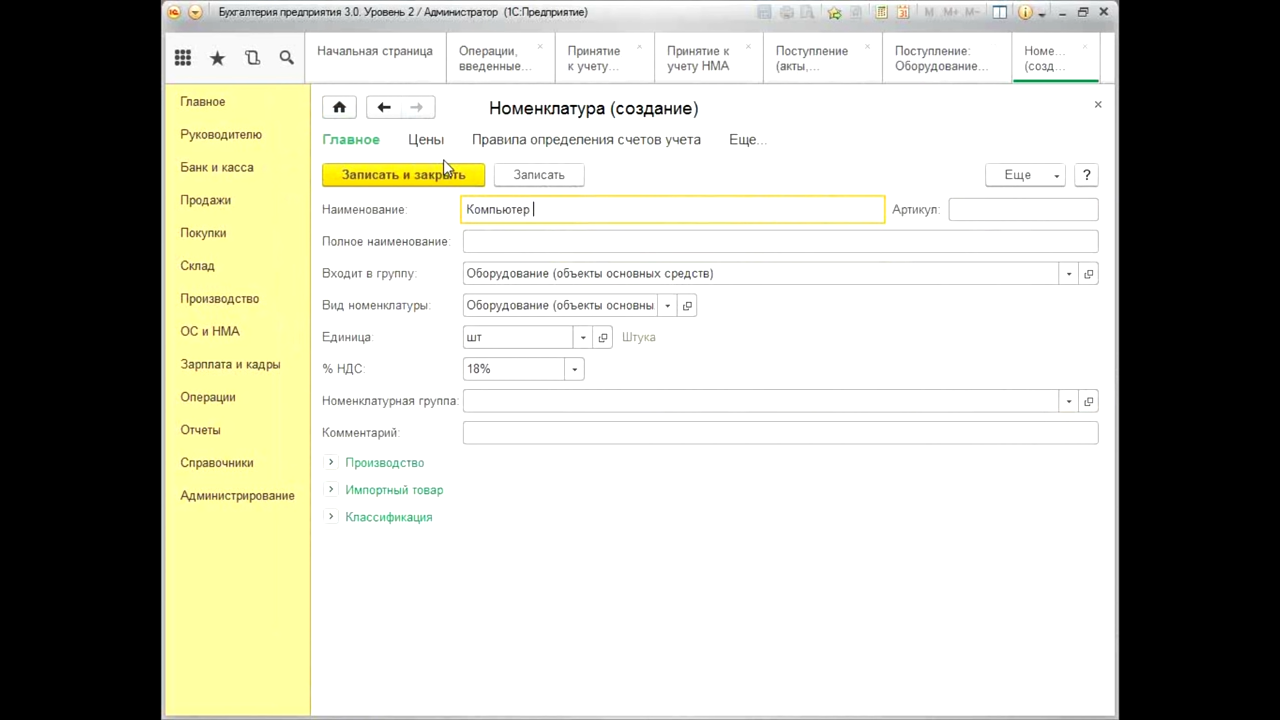 Бухгалтерия предприятия 3.0. Уровень 2 / Администратор (1С:Предприятие)
M M+ M-
Начальная страница
Операции,
введенные...
Принятие
к учету...
Принятие к
учету НМА
Поступление
(акты,...
Поступление:
Оборудование...
Номе...
(созд...
Главное
Руководителю
Банк и касса
Продажи
Покупки
Склад
Производство
ОС и НМА
Зарплата и кадры
Операции
Отчеты
Справочники
Администрирование
Номенклатура (создание)
Главное Цены Правила определения счетов учета Еще...
Записать и закрыть Записать Еще ?
Наименование: Компьютер Артикул:
Полное наименование:
Входит в группу: Оборудование (объекты основных средств)
Вид номенклатуры: Оборудование (объекты основны
Единица: шт Штука
% НДС: 18%
Номенклатурная группа:
Комментарий:
Производство
Импортный товар
Классификация